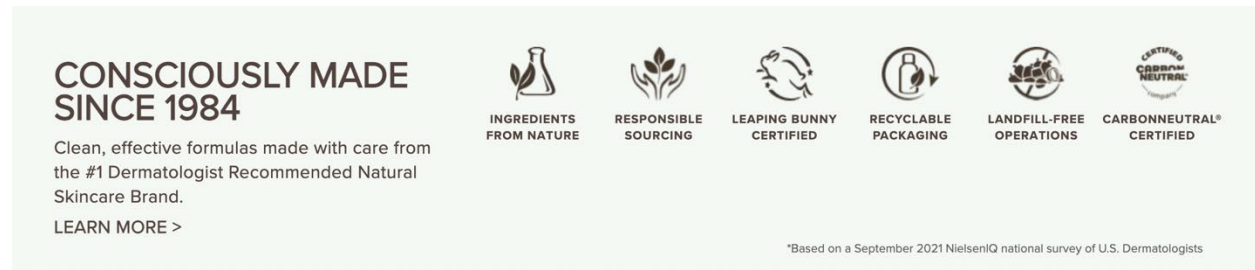 CONSCIOUSLY MADE
SINCE 1984
Clean, effective formulas made with care from
the #1 Dermatologist Recommended Natural
Skincare Brand.
LEARN MORE >
INGREDIENTS
FROM NATURE
RESPONSIBLE
SOURCING
LEAPING BUNNY
CERTIFIED
RECYCLABLE
PACKAGING
LANDFILL-FREE
OPERATIONS
CERTIFIED
CARBON
NEUTRAL
company
CARBONNEUTRAL®
CERTIFIED
*Based on a September 2021 NielsenIQ national survey of U.S. Dermatologists